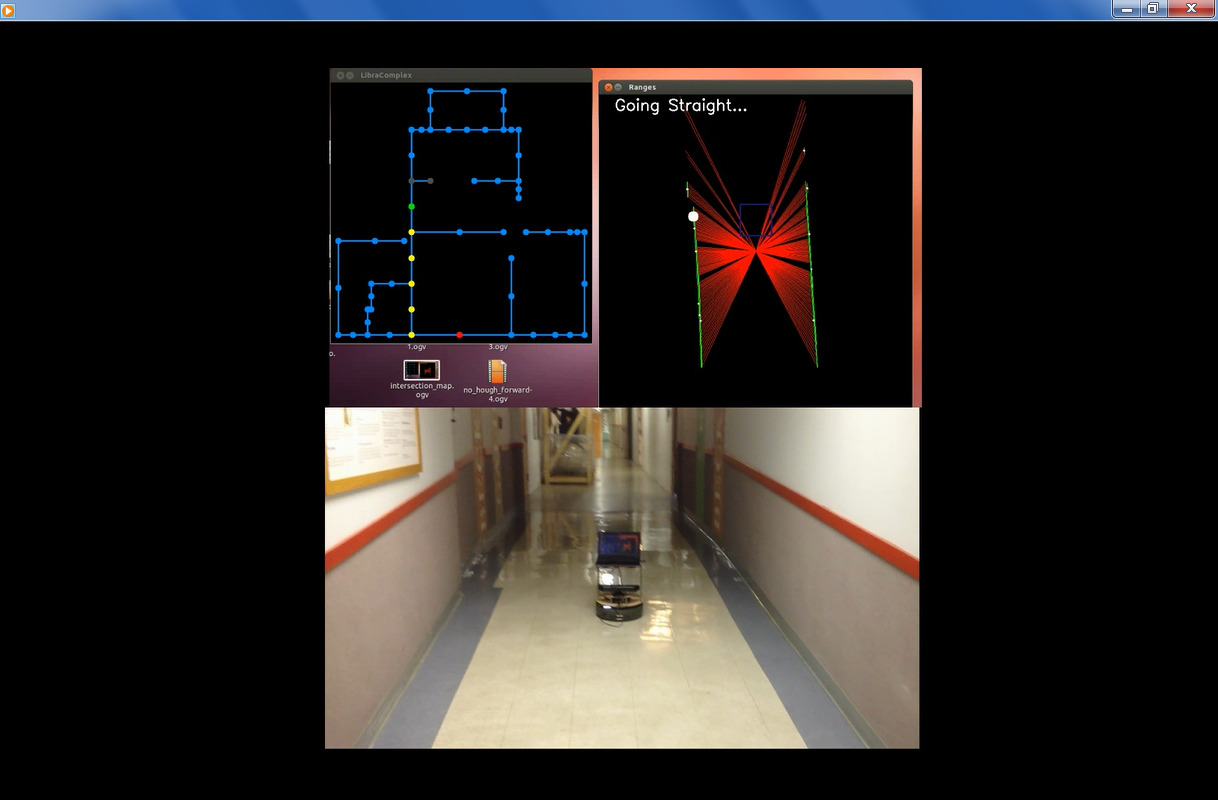 LibraComplex
Ranges
Going Straight...
1.ogv
3.ogv
o.
intersection_map.
ogv
no_hough_forward-
4.ogv